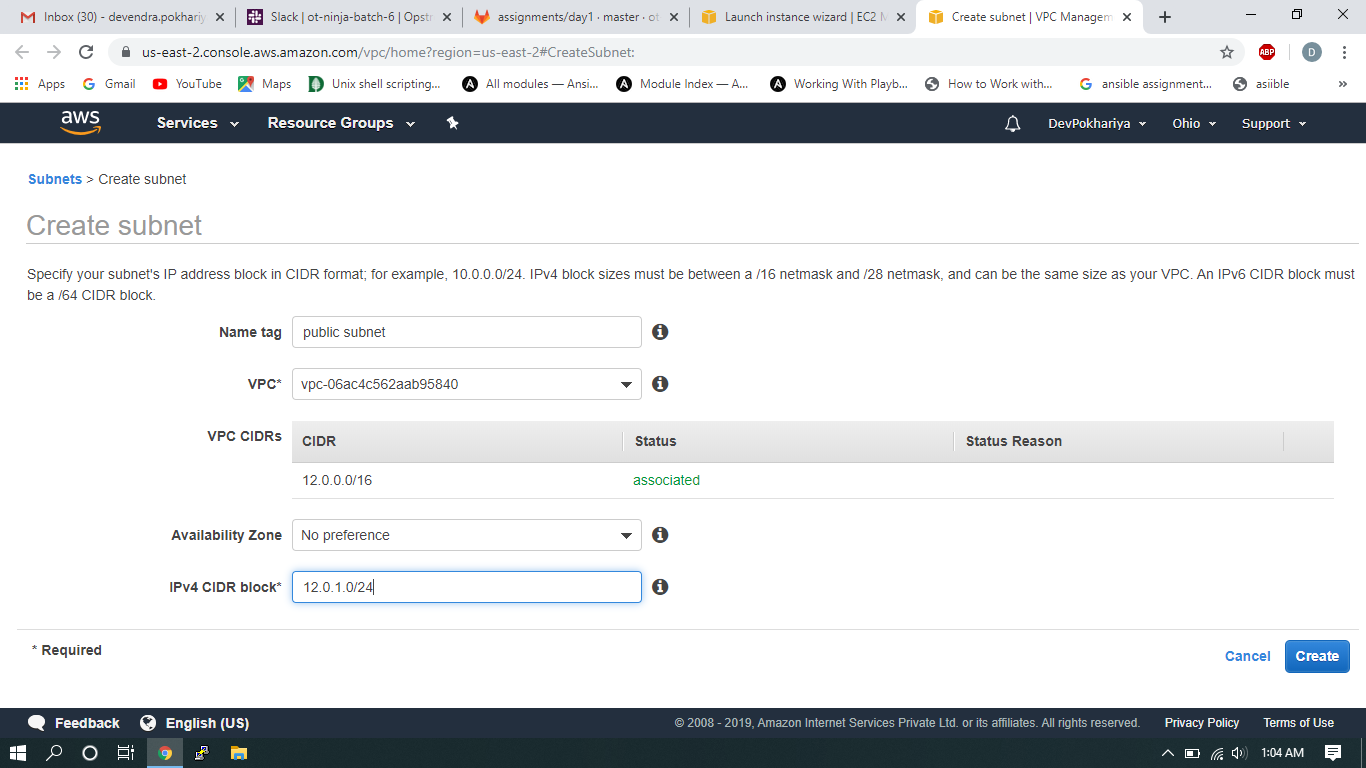 Inbox (30) - devendra.pokhariy
Slack | ot-ninja-batch-6 | Opstr
assignments/day1 · master · ot
Launch instance wizard | EC2 M
Create subnet | VPC Managem
us-east-2.console.aws.amazon.com/vpc/home?region=us-east-2#CreateSubnet:
ABP
D
Apps
Gmail
YouTube
Maps
Unix shell scripting...
All modules — Ansi...
Module Index — A...
Working With Playb...
How to Work with...
ansible assignment...
asiible
»
aws
Services
Resource Groups
DevPokhariya
Ohio
Support
Subnets > Create subnet
Create subnet
Specify your subnet's IP address block in CIDR format; for example, 10.0.0.0/24. IPv4 block sizes must be between a /16 netmask and /28 netmask, and can be the same size as your VPC. An IPv6 CIDR block must
be a /64 CIDR block.
Name tag public subnet
VPC* vpc-06ac4c562aab95840
VPC CIDRs CIDR Status Status Reason
12.0.0.0/16 associated
Availability Zone No preference
IPv4 CIDR block* 12.0.1.0/24
* Required
Cancel Create
Feedback English (US) © 2008 - 2019, Amazon Internet Services Private Ltd. or its affiliates. All rights reserved. Privacy Policy Terms of Use
1:04 AM